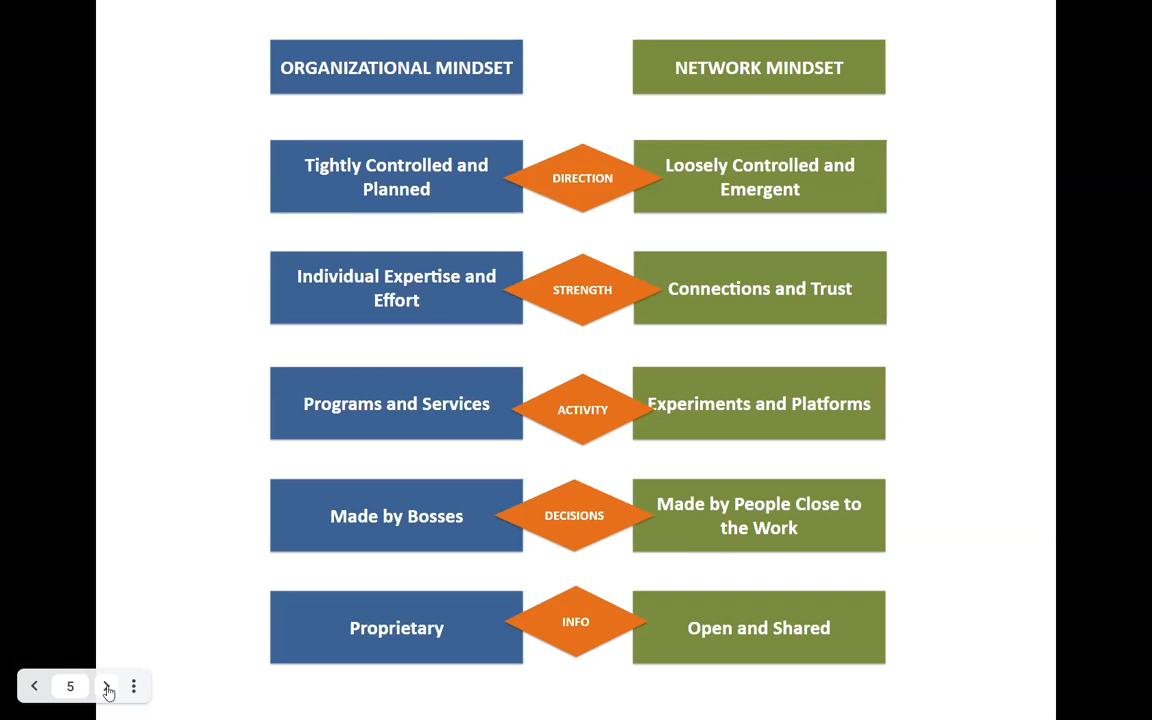 ORGANIZATIONAL MINDSET
NETWORK MINDSET
Tightly Controlled and
Planned
DIRECTION
Loosely Controlled and
Emergent
Individual Expertise and
Effort
STRENGTH
Connections and Trust
Programs and Services
ACTIVITY
Experiments and Platforms
Made by Bosses
DECISIONS
Made by People Close to
the Work
Proprietary
INFO
Open and Shared
5